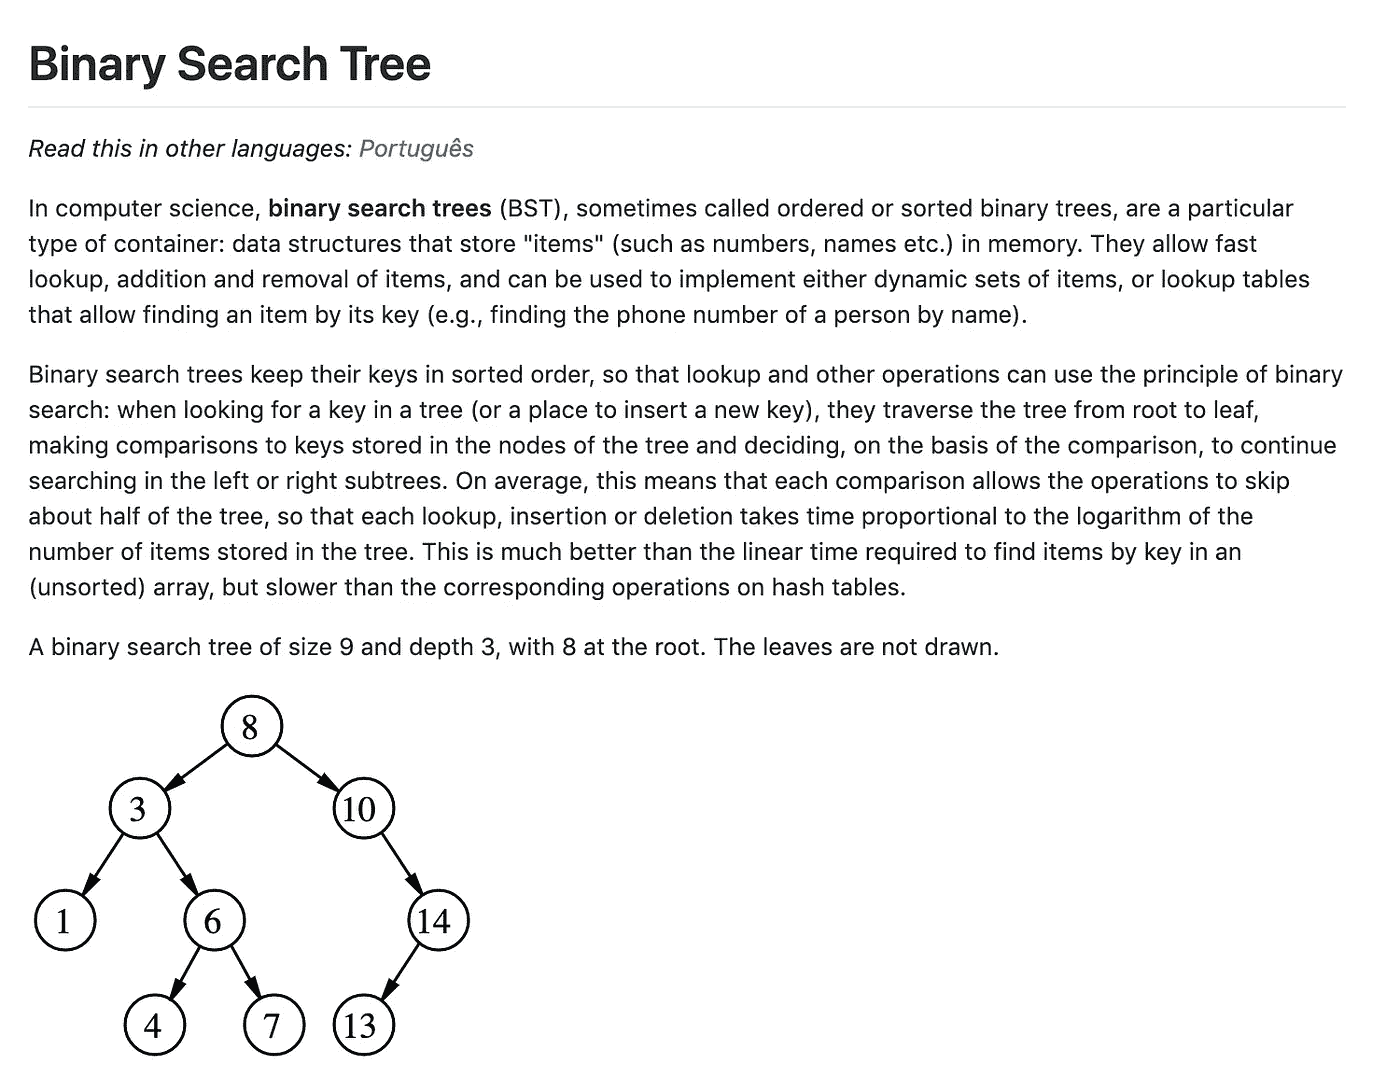 Binary Search Tree
Read this in other languages: Português
In computer science, binary search trees (BST), sometimes called ordered or sorted binary trees, are a particular
type of container: data structures that store "items" (such as numbers, names etc.) in memory. They allow fast
lookup, addition and removal of items, and can be used to implement either dynamic sets of items, or lookup tables
that allow finding an item by its key (e.g., finding the phone number of a person by name).
Binary search trees keep their keys in sorted order, so that lookup and other operations can use the principle of binary
search: when looking for a key in a tree (or a place to insert a new key), they traverse the tree from root to leaf,
making comparisons to keys stored in the nodes of the tree and deciding, on the basis of the comparison, to continue
searching in the left or right subtrees. On average, this means that each comparison allows the operations to skip
about half of the tree, so that each lookup, insertion or deletion takes time proportional to the logarithm of the
number of items stored in the tree. This is much better than the linear time required to find items by key in an
(unsorted) array, but slower than the corresponding operations on hash tables.
A binary search tree of size 9 and depth 3, with 8 at the root. The leaves are not drawn.
8
3 10
1 6 14
4 7 13